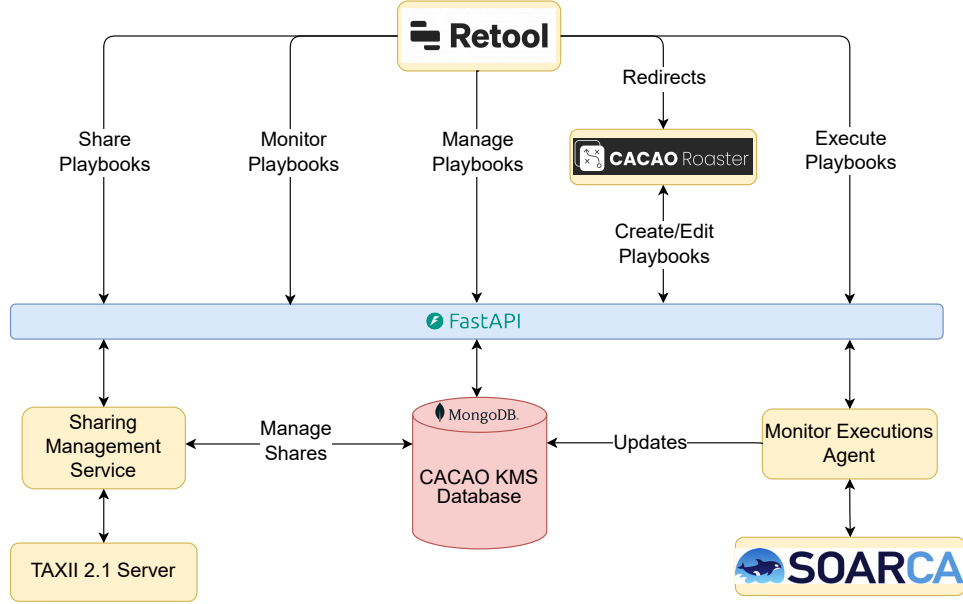 Retool
Redirects
Share
Playbooks
Monitor
Playbooks
Manage
Playbooks
CACAO Roaster
Execute
Playbooks
Create/Edit
Playbooks
FastAPI
Sharing
Management
Service
Manage
Shares
MongoDB.
CACAO KMS
Database
Updates
Monitor Executions
Agent
TAXII 2.1 Server
SOARCA